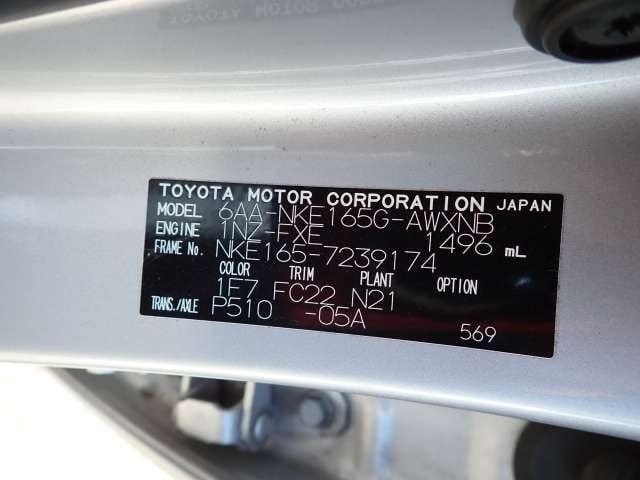 TOYOTA MOTOR CORPORATION JAPAN
MODEL 6AA-NKE165G-AWXNB
ENGINE 1NZ-FXE 1496 mL
FRAME No. NKE165-7239174
COLOR TRIM PLANT OPTION
1F7 FC22 N21
TRANS./AXLE P510 -05A
569